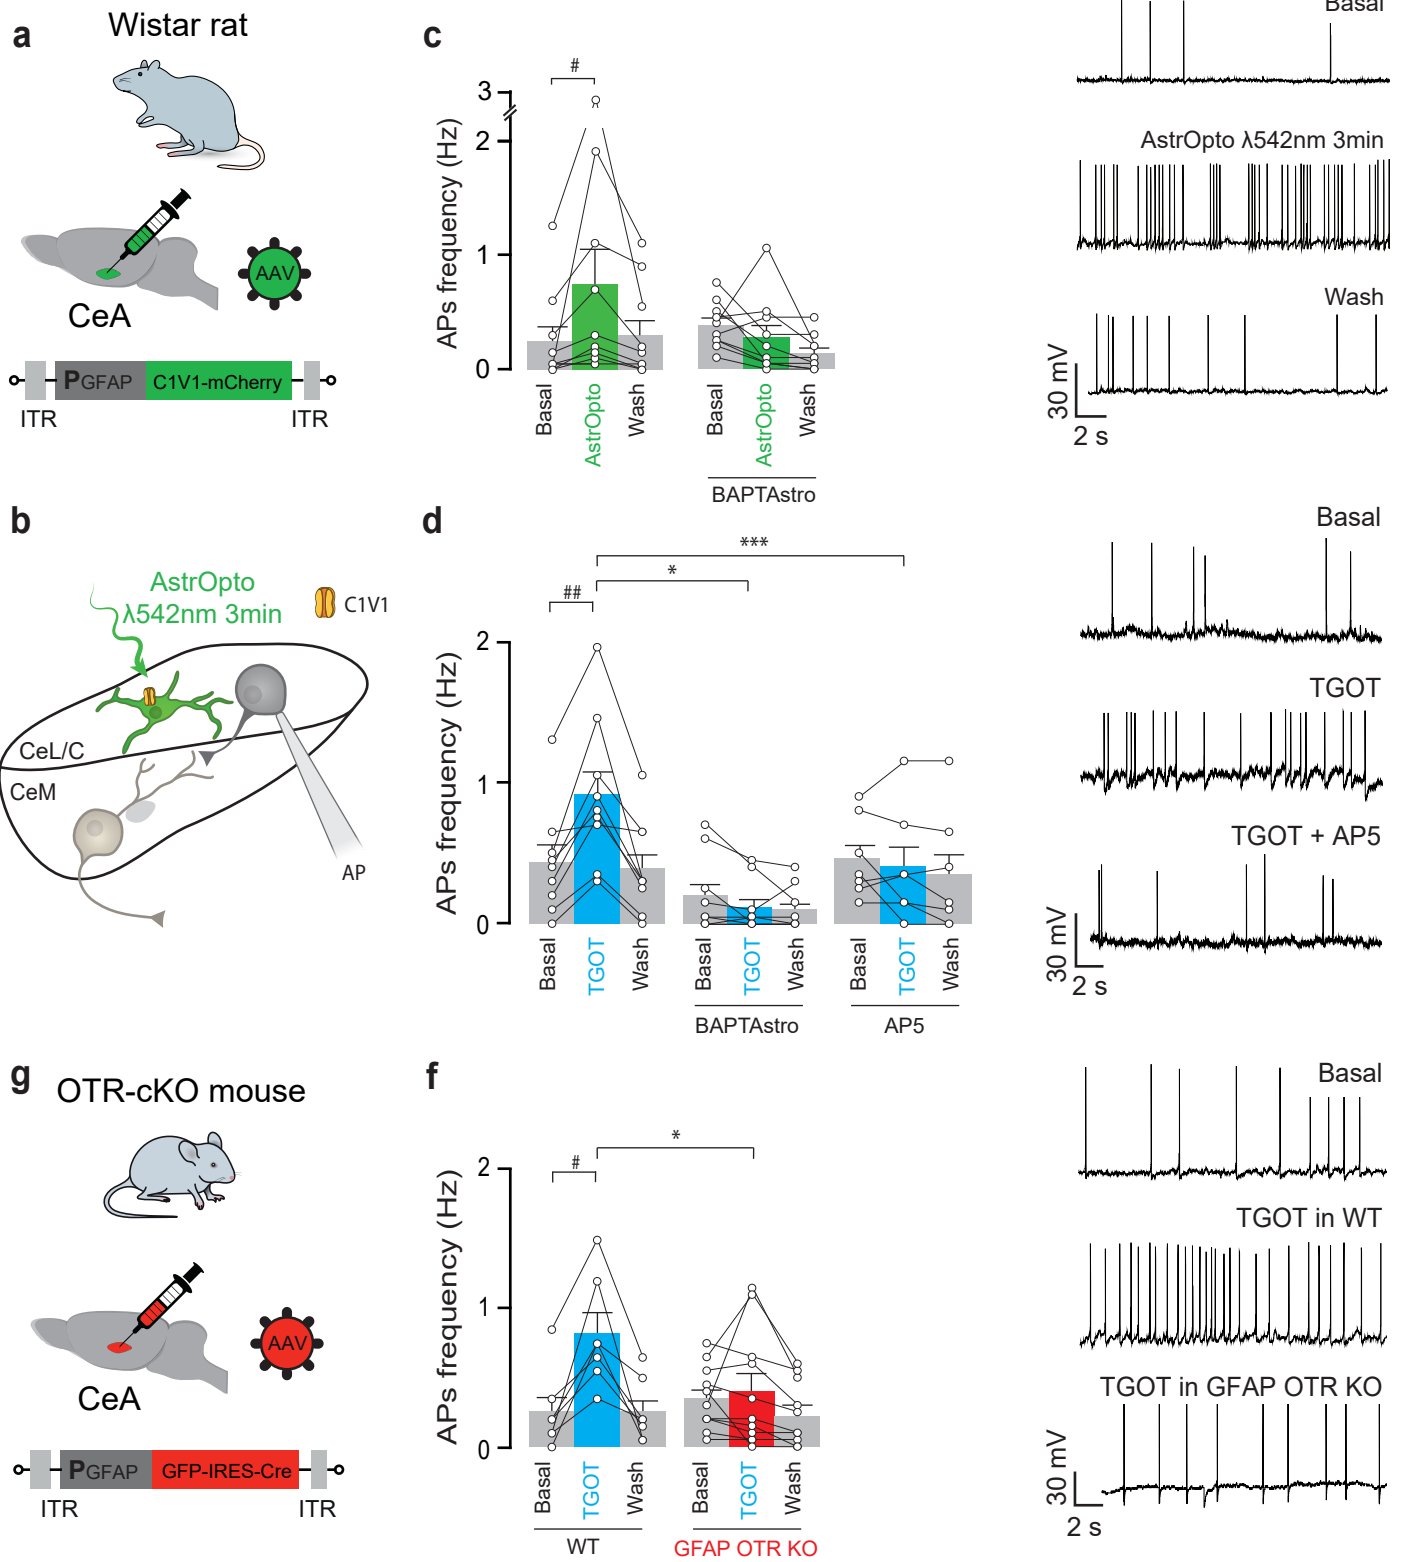 a
Wistar rat
CeA
AAV
PGFAP
C1V1-mCherry
ITR
ITR
c
#
3
2
1
0
APs frequency (Hz)
Basal
AstrOpto
Wash
Basal
AstrOpto
Wash
BAPTAstro
Basal
AstrOpto λ542nm 3min
Wash
30 mV
2 s
b
AstrOpto
λ542nm 3min
C1V1
CeL/C
CeM
AP
d
***
*
##
2
1
0
APs frequency (Hz)
Basal
TGOT
Wash
Basal
TGOT
Wash
Basal
TGOT
Wash
BAPTAstro
AP5
Basal
TGOT
TGOT + AP5
30 mV
2 s
g
OTR-cKO mouse
CeA
AAV
PGFAP
GFP-IRES-Cre
ITR
ITR
f
*
#
2
1
0
APs frequency (Hz)
Basal
TGOT
Wash
Basal
TGOT
Wash
WT
GFAP OTR KO
Basal
TGOT in WT
TGOT in GFAP OTR KO
30 mV
2 s